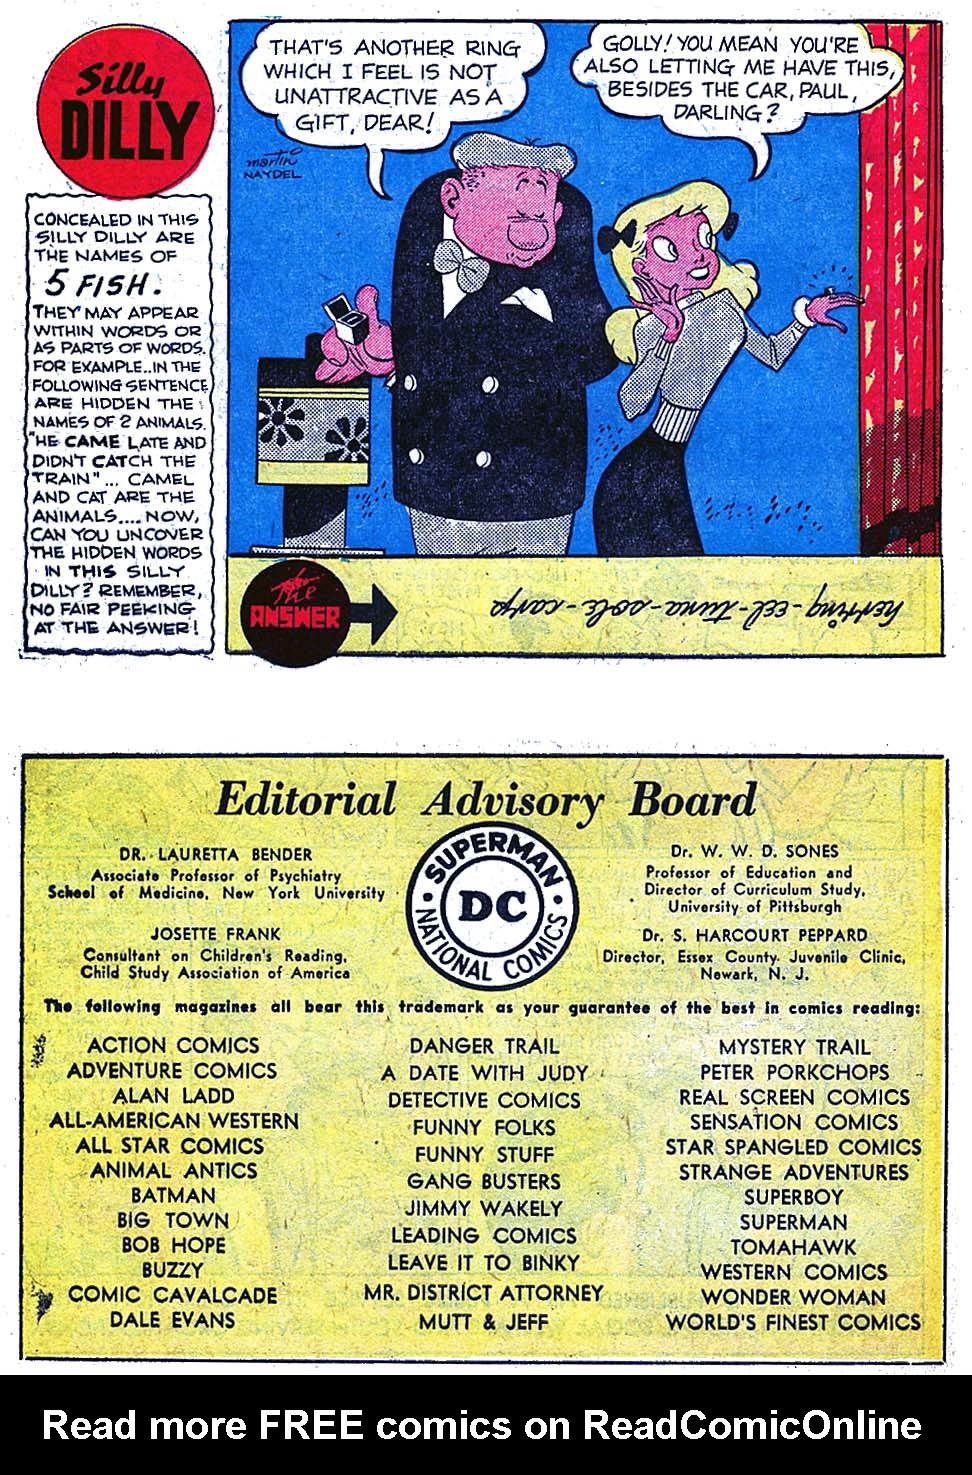 Silly
DILLY
CONCEALED IN THIS
SILLY DILLY ARE
THE NAMES OF
5 FISH.
THEY MAY APPEAR
WITHIN WORDS OR
AS PARTS OF WORDS.
FOR EXAMPLE..IN THE
FOLLOWING SENTENCE
ARE HIDDEN THE
NAMES OF 2 ANIMALS.
"HE CAME LATE AND
DIDN'T CATCH THE
TRAIN"... CAMEL
AND CAT ARE THE
ANIMALS.... NOW,
CAN YOU UNCOVER
THE HIDDEN WORDS
IN THIS SILLY
DILLY? REMEMBER,
NO FAIR PEEKING
AT THE ANSWER!
THAT'S ANOTHER RING
WHICH I FEEL IS NOT
UNATTRACTIVE AS A
GIFT, DEAR!
GOLLY! YOU MEAN YOU'RE
ALSO LETTING ME HAVE THIS,
BESIDES THE CAR, PAUL,
DARLING?
martin
NAYDEL
The
ANSWER
herring-eel-tuna-sole-carp
Editorial Advisory Board
DR. LAURETTA BENDER
Associate Professor of Psychiatry
School of Medicine, New York University
JOSETTE FRANK
Consultant on Children's Reading,
Child Study Association of America
SUPERMAN
DC
NATIONAL COMICS
Dr. W. W. D. SONES
Professor of Education and
Director of Curriculum Study,
University of Pittsburgh
Dr. S. HARCOURT PEPPARD
Director, Essex County Juvenile Clinic,
Newark, N. J.
The following magazines all bear this trademark as your guarantee of the best in comics reading:
ACTION COMICS
ADVENTURE COMICS
ALAN LADD
ALL-AMERICAN WESTERN
ALL STAR COMICS
ANIMAL ANTICS
BATMAN
BIG TOWN
BOB HOPE
BUZZY
COMIC CAVALCADE
DALE EVANS
DANGER TRAIL
A DATE WITH JUDY
DETECTIVE COMICS
FUNNY FOLKS
FUNNY STUFF
GANG BUSTERS
JIMMY WAKELY
LEADING COMICS
LEAVE IT TO BINKY
MR. DISTRICT ATTORNEY
MUTT & JEFF
MYSTERY TRAIL
PETER PORKCHOPS
REAL SCREEN COMICS
SENSATION COMICS
STAR SPANGLED COMICS
STRANGE ADVENTURES
SUPERBOY
SUPERMAN
TOMAHAWK
WESTERN COMICS
WONDER WOMAN
WORLD'S FINEST COMICS
Read more FREE comics on ReadComicOnline